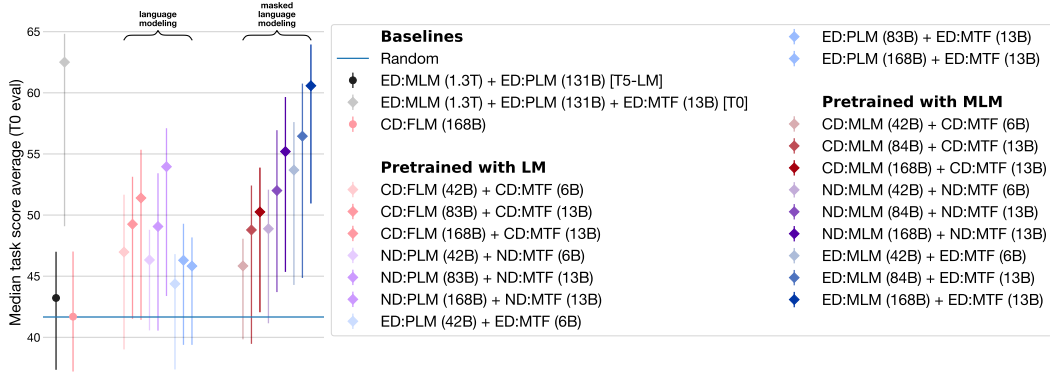 language
modeling
masked
language
modeling
Median task score average (T0 eval)
65
60
55
50
45
40
Baselines
Random
ED:MLM (1.3T) + ED:PLM (131B) [T5-LM]
ED:MLM (1.3T) + ED:PLM (131B) + ED:MTF (13B) [T0]
CD:FLM (168B)
Pretrained with LM
CD:FLM (42B) + CD:MTF (6B)
CD:FLM (83B) + CD:MTF (13B)
CD:FLM (168B) + CD:MTF (13B)
ND:PLM (42B) + ND:MTF (6B)
ND:PLM (83B) + ND:MTF (13B)
ND:PLM (168B) + ND:MTF (13B)
ED:PLM (42B) + ED:MTF (6B)
ED:PLM (83B) + ED:MTF (13B)
ED:PLM (168B) + ED:MTF (13B)
Pretrained with MLM
CD:MLM (42B) + CD:MTF (6B)
CD:MLM (84B) + CD:MTF (13B)
CD:MLM (168B) + CD:MTF (13B)
ND:MLM (42B) + ND:MTF (6B)
ND:MLM (84B) + ND:MTF (13B)
ND:MLM (168B) + ND:MTF (13B)
ED:MLM (42B) + ED:MTF (6B)
ED:MLM (84B) + ED:MTF (13B)
ED:MLM (168B) + ED:MTF (13B)